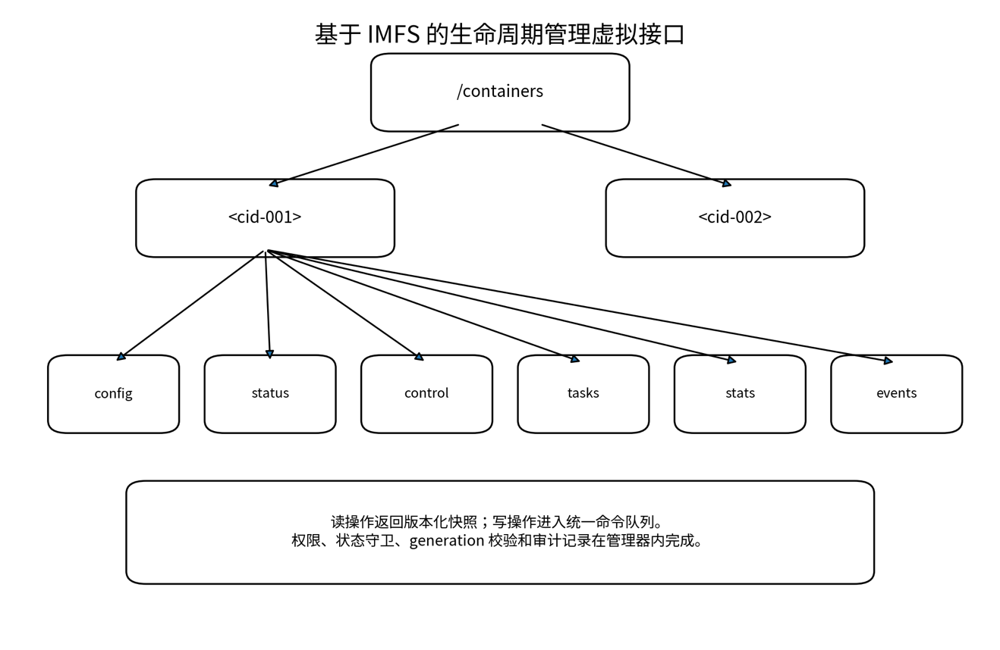 基于 IMFS 的生命周期管理虚拟接口
/containers
<cid-001>
<cid-002>
config
status
control
tasks
stats
events
读操作返回版本化快照；写操作进入统一命令队列。
权限、状态守卫、generation 校验和审计记录在管理器内完成。